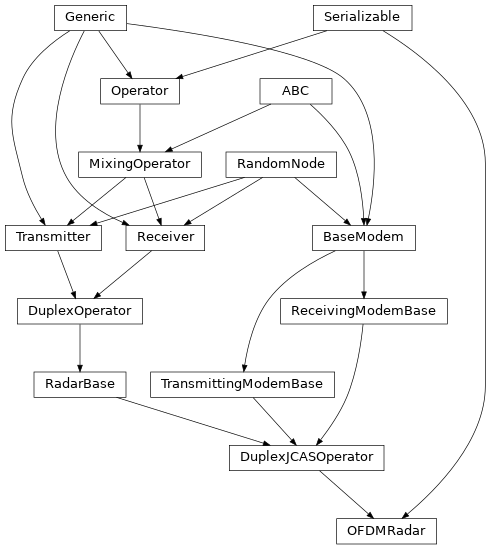 Generic
Serializable
Operator
ABC
MixingOperator
RandomNode
Transmitter
Receiver
BaseModem
DuplexOperator
ReceivingModemBase
RadarBase
TransmittingModemBase
DuplexJCASOperator
OFDMRadar